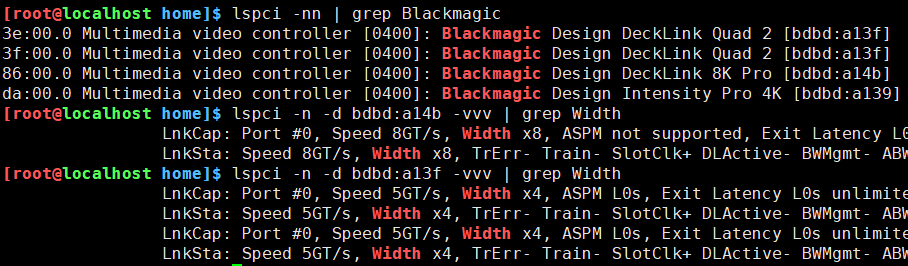 [root@localhost home]$ lspci -nn | grep Blackmagic
3e:00.0 Multimedia video controller [0400]: Blackmagic Design DeckLink Quad 2 [bdbd:a13f]
3f:00.0 Multimedia video controller [0400]: Blackmagic Design DeckLink Quad 2 [bdbd:a13f]
86:00.0 Multimedia video controller [0400]: Blackmagic Design DeckLink 8K Pro [bdbd:a14b]
da:00.0 Multimedia video controller [0400]: Blackmagic Design Intensity Pro 4K [bdbd:a139]
[root@localhost home]$ lspci -n -d bdbd:a14b -vvv | grep Width
LnkCap: Port #0, Speed 8GT/s, Width x8, ASPM not supported, Exit Latency L0
LnkSta: Speed 8GT/s, Width x8, TrErr- Train- SlotClk+ DLActive- BWMgmt- ABW
[root@localhost home]$ lspci -n -d bdbd:a13f -vvv | grep Width
LnkCap: Port #0, Speed 5GT/s, Width x4, ASPM L0s, Exit Latency L0s unlimite
LnkSta: Speed 5GT/s, Width x4, TrErr- Train- SlotClk+ DLActive- BWMgmt- ABW
LnkCap: Port #0, Speed 5GT/s, Width x4, ASPM L0s, Exit Latency L0s unlimite
LnkSta: Speed 5GT/s, Width x4, TrErr- Train- SlotClk+ DLActive- BWMgmt- ABW